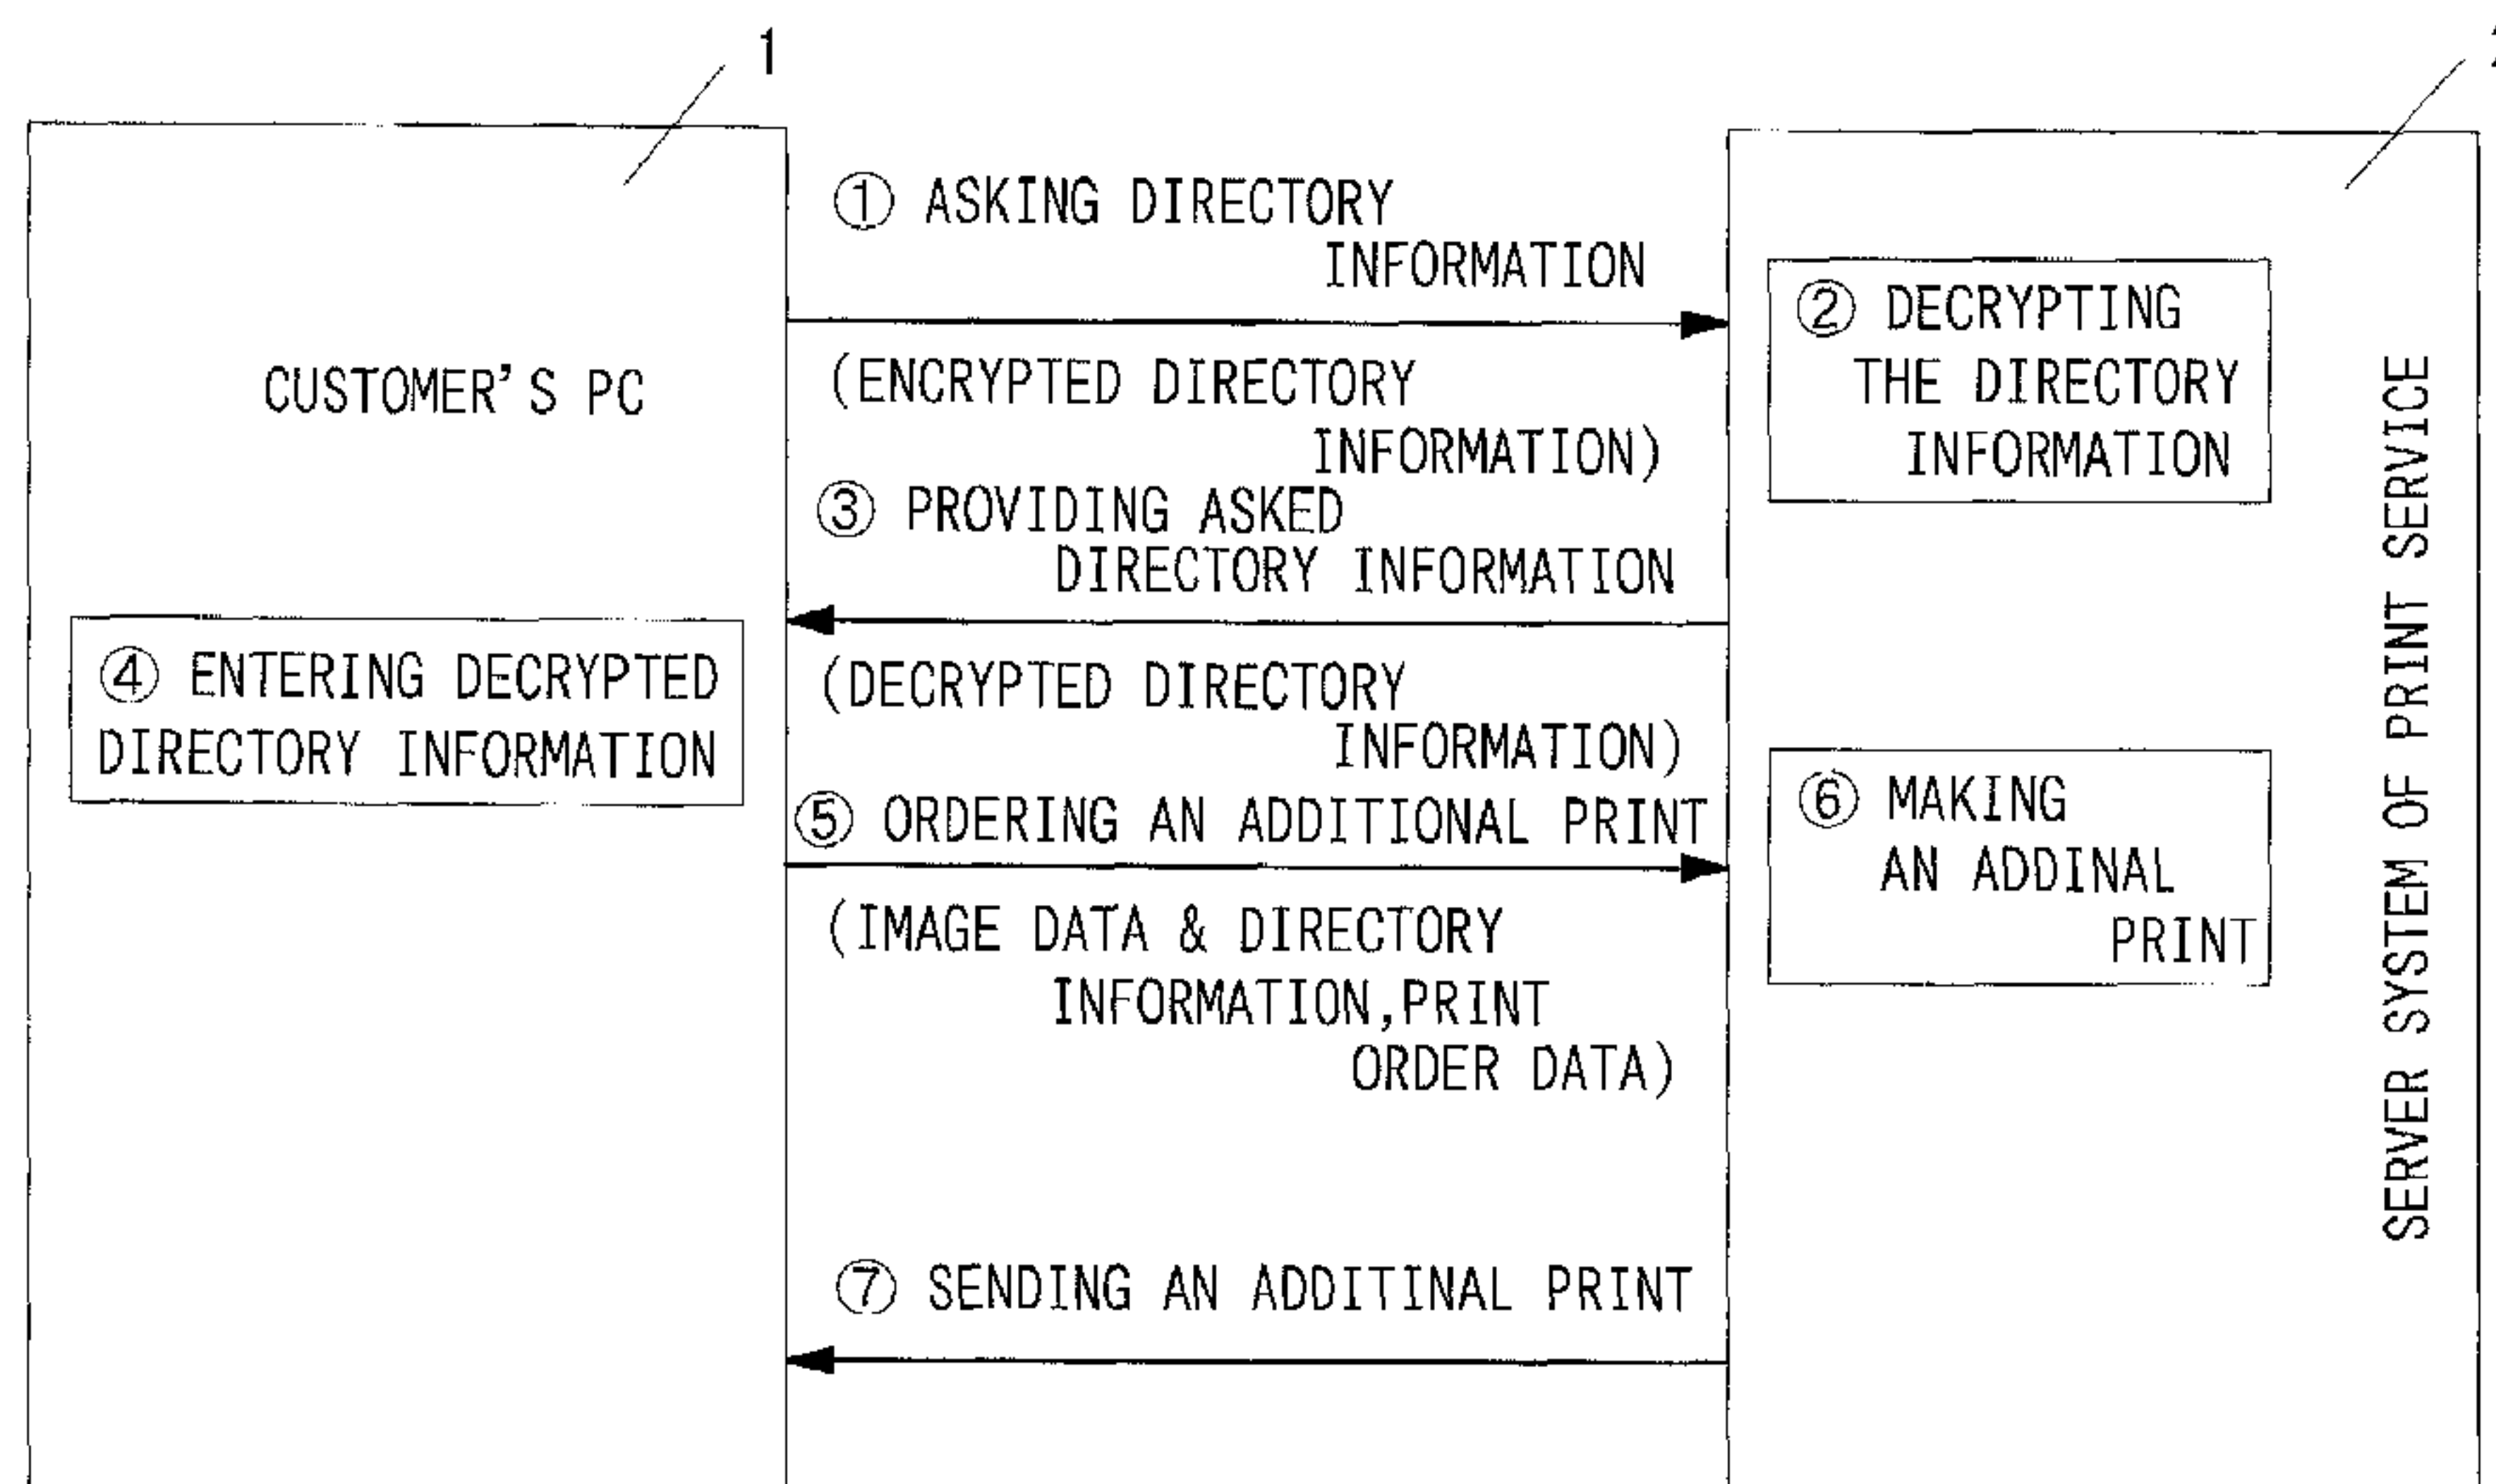 1
CUSTOMER'S PC
① ASKING DIRECTORY
INFORMATION
(ENCRYPTED DIRECTORY
INFORMATION)
② DECRYPTING
THE DIRECTORY
INFORMATION
③ PROVIDING ASKED
DIRECTORY INFORMATION
(DECRYPTED DIRECTORY
INFORMATION)
④ ENTERING DECRYPTED
DIRECTORY INFORMATION
⑤ ORDERING AN ADDITIONAL PRINT
(IMAGE DATA & DIRECTORY
INFORMATION,PRINT
ORDER DATA)
⑥ MAKING
AN ADDINAL
PRINT
⑦ SENDING AN ADDITINAL PRINT
SERVER SYSTEM OF PRINT SERVICE